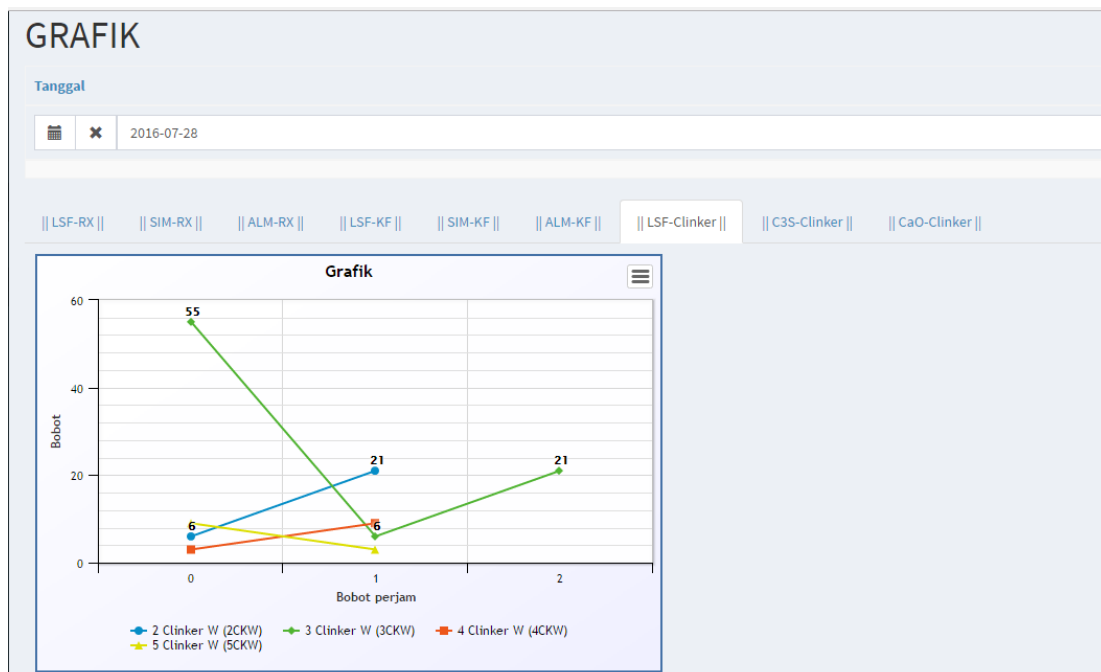 GRAFIK
Tanggal
2016-07-28
|| LSF-RX || || SIM-RX || || ALM-RX || || LSF-KF || || SIM-KF || || ALM-KF || || LSF-Clinker || || C3S-Clinker || || CaO-Clinker ||
Grafik
60
55
40
Bobot
21 21
20
6 6
0
0 1 2
Bobot perjam
2 Clinker W (2CKW) 3 Clinker W (3CKW) 4 Clinker W (4CKW)
5 Clinker W (5CKW)